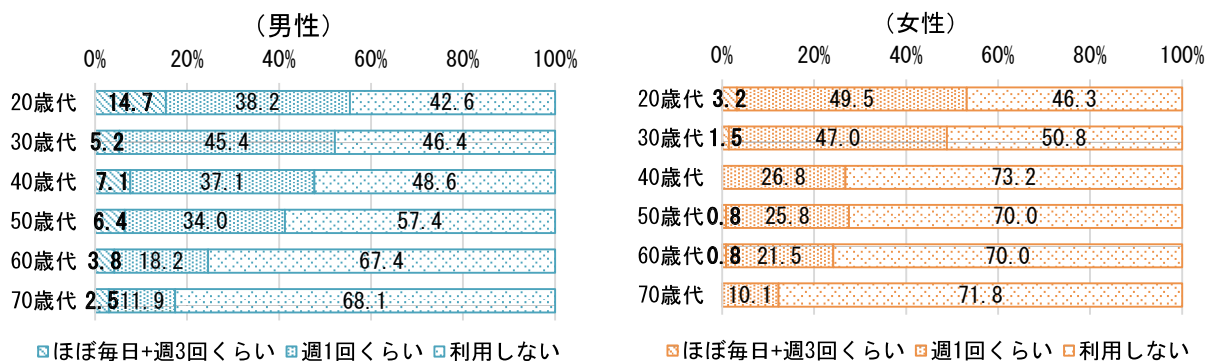 （男性）
0% 20% 40% 60% 80% 100%
20歳代 14.7 38.2 42.6
30歳代 5.2 45.4 46.4
40歳代 7.1 37.1 48.6
50歳代 6.4 34.0 57.4
60歳代 3.8 18.2 67.4
70歳代 2.5 11.9 68.1
ほぼ毎日+週3回くらい 週1回くらい 利用しない
（女性）
0% 20% 40% 60% 80% 100%
20歳代 3.2 49.5 46.3
30歳代 1.5 47.0 50.8
40歳代 26.8 73.2
50歳代 0.8 25.8 70.0
60歳代 0.8 21.5 70.0
70歳代 10.1 71.8
ほぼ毎日+週3回くらい 週1回くらい 利用しない